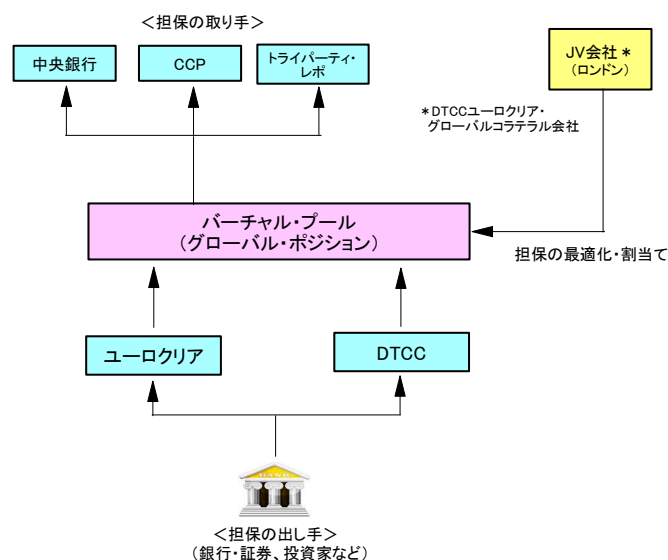 ＜担保の取り手＞
中央銀行
CCP
トライパーティ・
レポ
JV会社＊
（ロンドン）
＊DTCCユーロクリア・
グローバルコラテラル会社
バーチャル・プール
（グローバル・ポジション）
担保の最適化・割当て
ユーロクリア
DTCC
BANK
＜担保の出し手＞
（銀行・証券、投資家など）